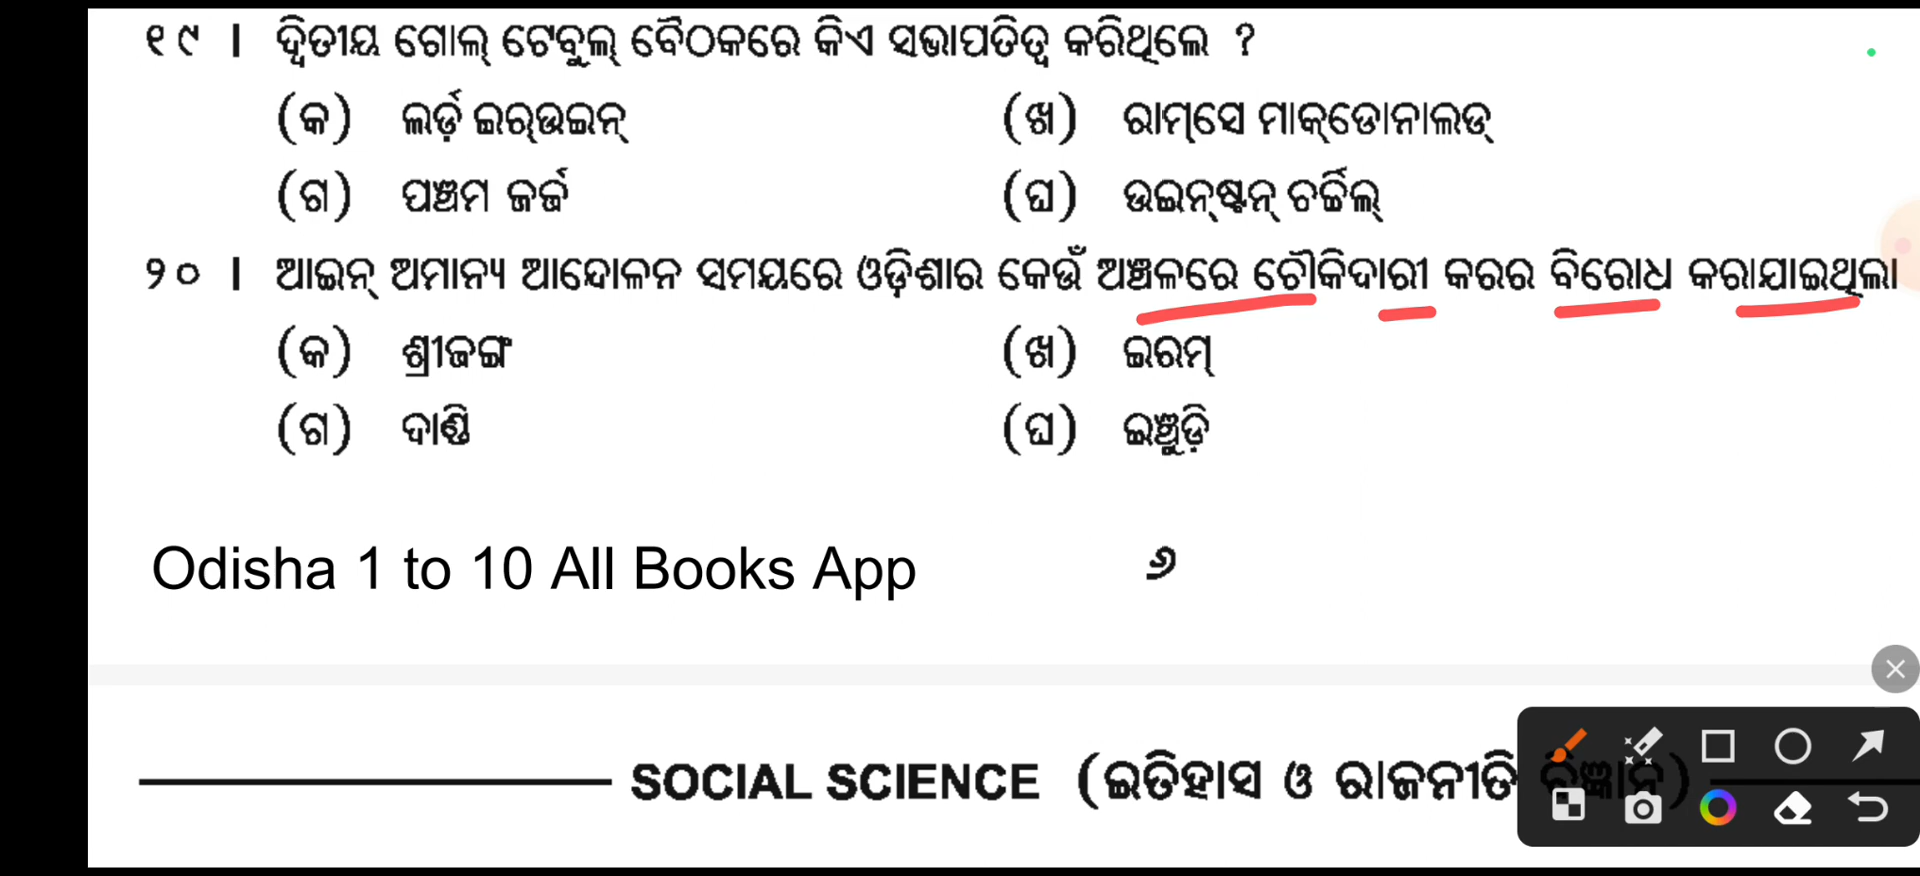 ୧୯ । ଦ୍ୱିତୀୟ ଗୋଲ୍ ଟେବୁଲ୍ ବୈଠକରେ କିଏ ସଭାପତିତ୍ୱ କରିଥିଲେ ?
(କ) ଲର୍ଡ଼ ଇର୍‌ଉଇନ୍ (ଖ) ରାମ୍‌ସେ ମାକ୍‌ଡୋନାଲଡ୍
(ଗ) ପଞ୍ଚମ ଜର୍ଜ (ଘ) ଉଇନ୍‌ଷ୍ଟନ୍ ଚର୍ଚ୍ଚିଲ୍
୨୦ । ଆଇନ୍ ଅମାନ୍ୟ ଆନ୍ଦୋଳନ ସମୟରେ ଓଡ଼ିଶାର କେଉଁ ଅଞ୍ଚଳରେ ଚୌକିଦାରୀ କରର ବିରୋଧ କରାଯାଇଥିଲା
(କ) ଶ୍ରୀଜଙ୍ଗ (ଖ) ଇରମ୍
(ଗ) ଦାଣ୍ଡି (ଘ) ଇଞ୍ଚୁଡ଼ି
Odisha 1 to 10 All Books App ୬
SOCIAL SCIENCE (ଇତିହାସ ଓ ରାଜନୀତି ବିଜ୍ଞାନ)